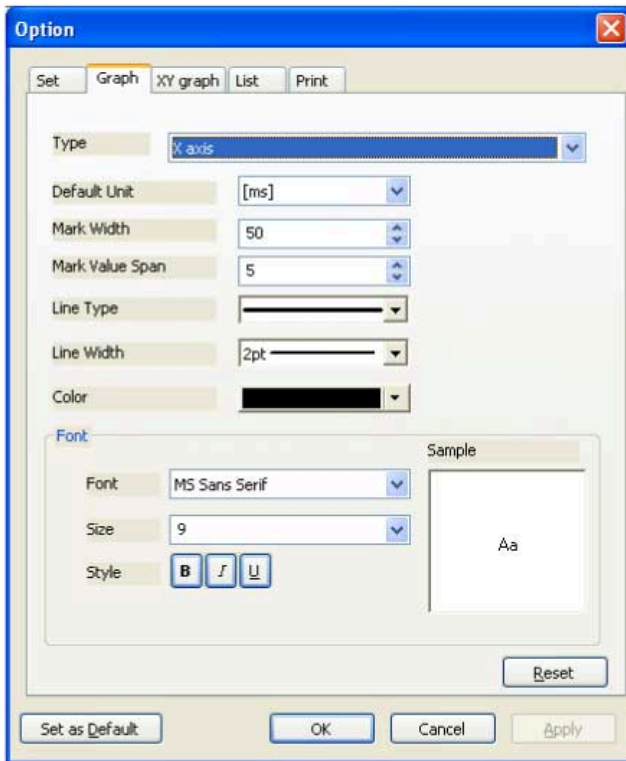 Option
Set Graph XY graph List Print
Type X axis
Default Unit [ms]
Mark Width 50
Mark Value Span 5
Line Type
Line Width 2pt
Color
Font
Sample
Font MS Sans Serif
Size 9
Aa
Style B I U
Reset
Set as Default OK Cancel Apply